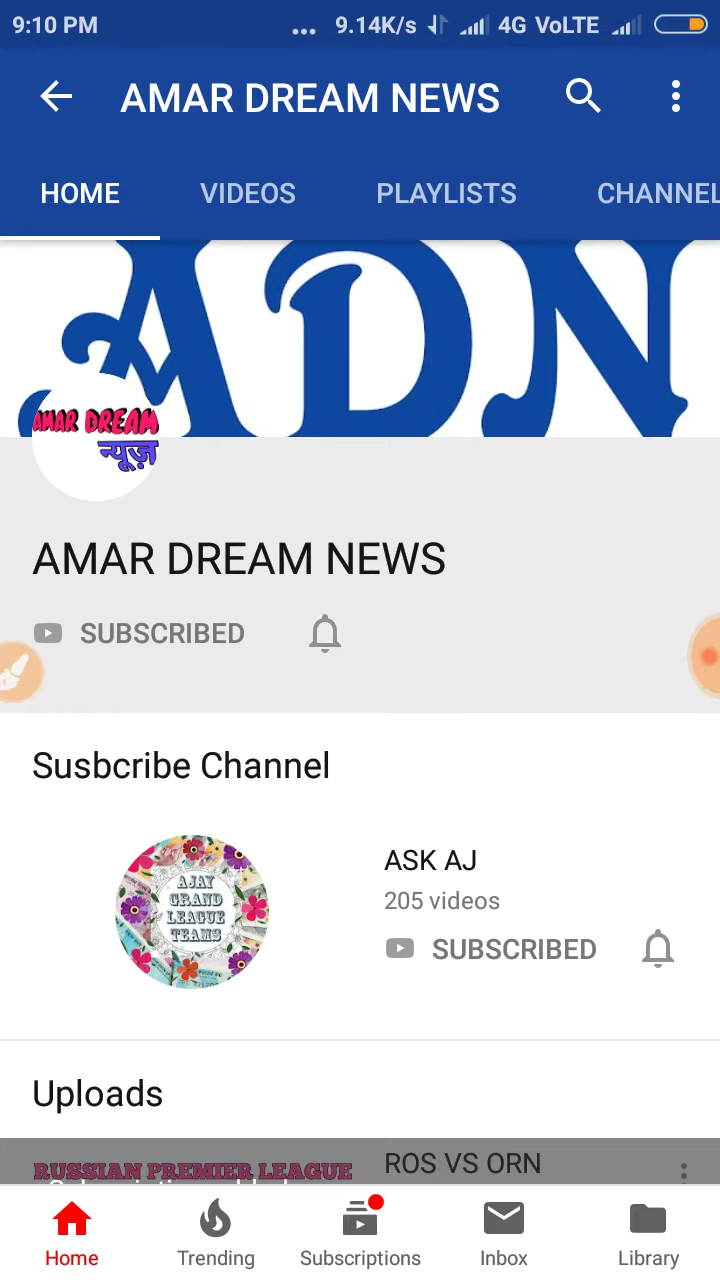 9:10 PM ... 9.14K/s 4G VoLTE
AMAR DREAM NEWS
HOME VIDEOS PLAYLISTS CHANNEL
ADN
AMAR DREAM
न्यूज़
AMAR DREAM NEWS
SUBSCRIBED
Susbcribe Channel
AJAY
GRAND
LEAGUE
TEAMS
ASK AJ
205 videos
SUBSCRIBED
Uploads
RUSSIAN PREMIER LEAGUE
ROS VS ORN
Home Trending Subscriptions Inbox Library